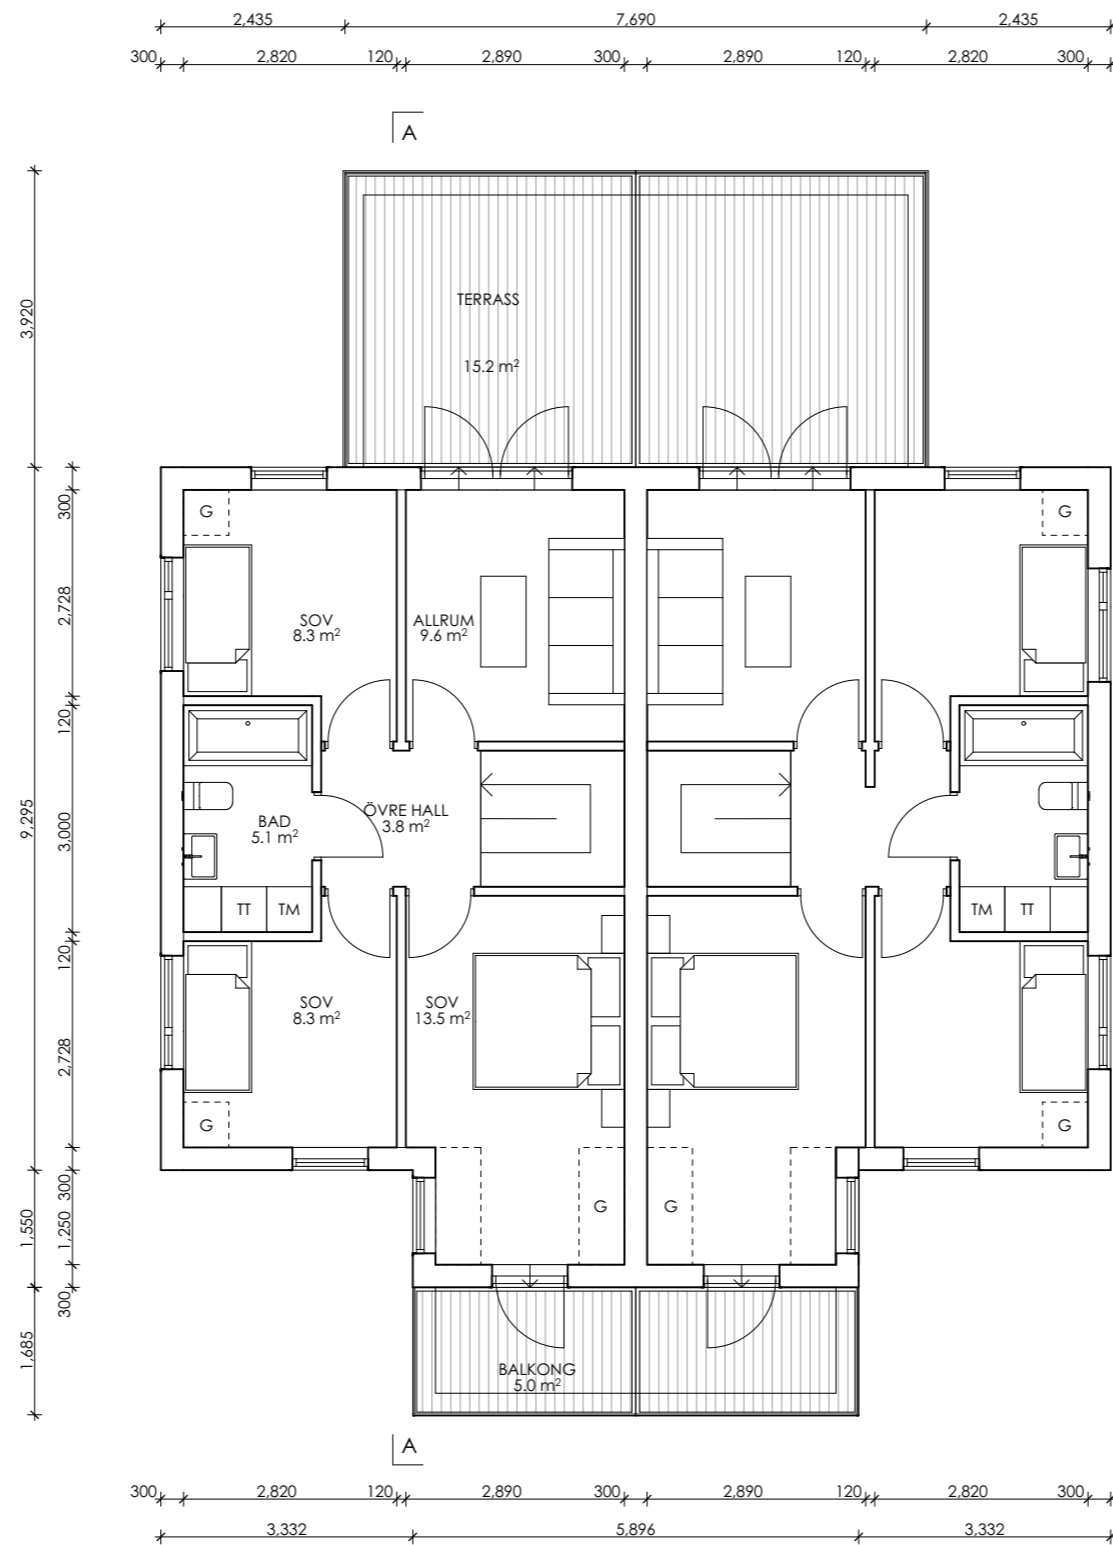 2,435 7,690 2,435
300 2,820 120 2,890 300 2,890 120 2,820 300
A
3,920
TERRASS
15.2 m²
300
G G
2,728
SOV
8.3 m²
ALLRUM
9.6 m²
120
9,295
3,000
ÖVRE HALL
3.8 m²
BAD
5.1 m²
TT TM TM TT
120
SOV
8.3 m²
SOV
13.5 m²
2,728
G G
300
1,550
1,250
G G
300
1,685
BALKONG
5.0 m²
A
300 2,820 120 2,890 300 2,890 120 2,820 300
3,332 5,896 3,332